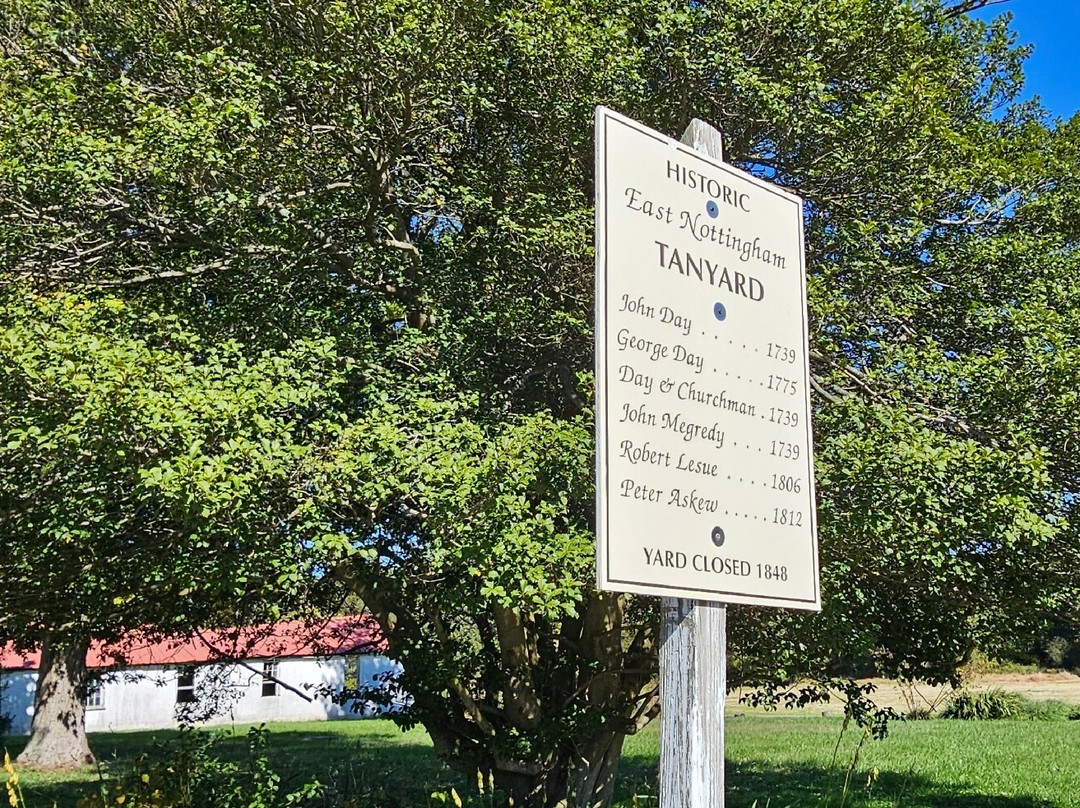 HISTORIC
East Nottingham
TANYARD
John Day . . . . . 1739
George Day . . . . . . 1775
Day & Churchman . 1739
John Megredy . . . 1739
Robert Lesue . . . . 1806
Peter Askew . . . . . 1812
YARD CLOSED 1848